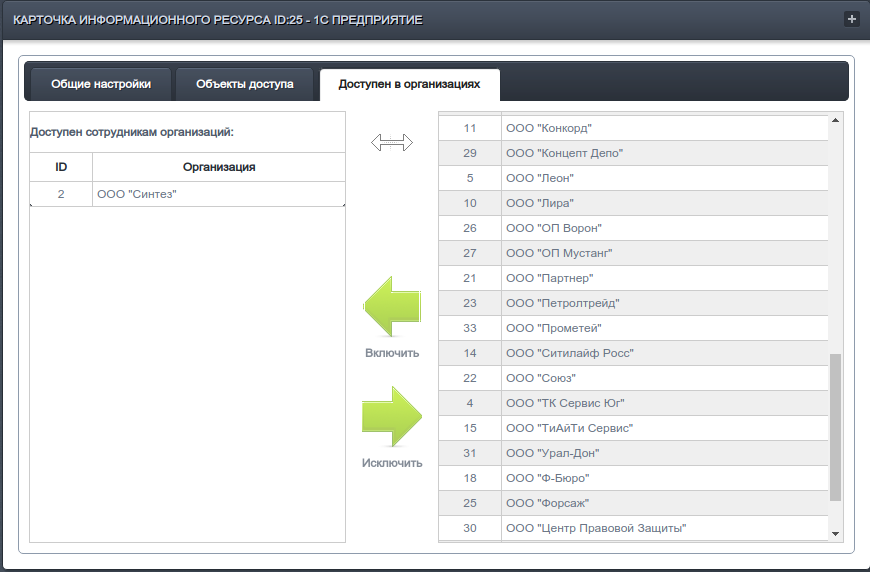 КАРТОЧКА ИНФОРМАЦИОННОГО РЕСУРСА ID:25 - 1С ПРЕДПРИЯТИЕ
Общие настройки Объекты доступа Доступен в организациях
Доступен сотрудникам организаций:
ID Организация
2 ООО "Синтез"
Включить
Исключить
11 ООО "Конкорд"
29 ООО "Концепт Депо"
5 ООО "Леон"
10 ООО "Лира"
26 ООО "ОП Ворон"
27 ООО "ОП Мустанг"
21 ООО "Партнер"
23 ООО "Петролтрейд"
33 ООО "Прометей"
14 ООО "Ситилайф Росс"
22 ООО "Союз"
4 ООО "ТК Сервис Юг"
15 ООО "ТиАйТи Сервис"
31 ООО "Урал-Дон"
18 ООО "Ф-Бюро"
25 ООО "Форсаж"
30 ООО "Центр Правовой Защиты"